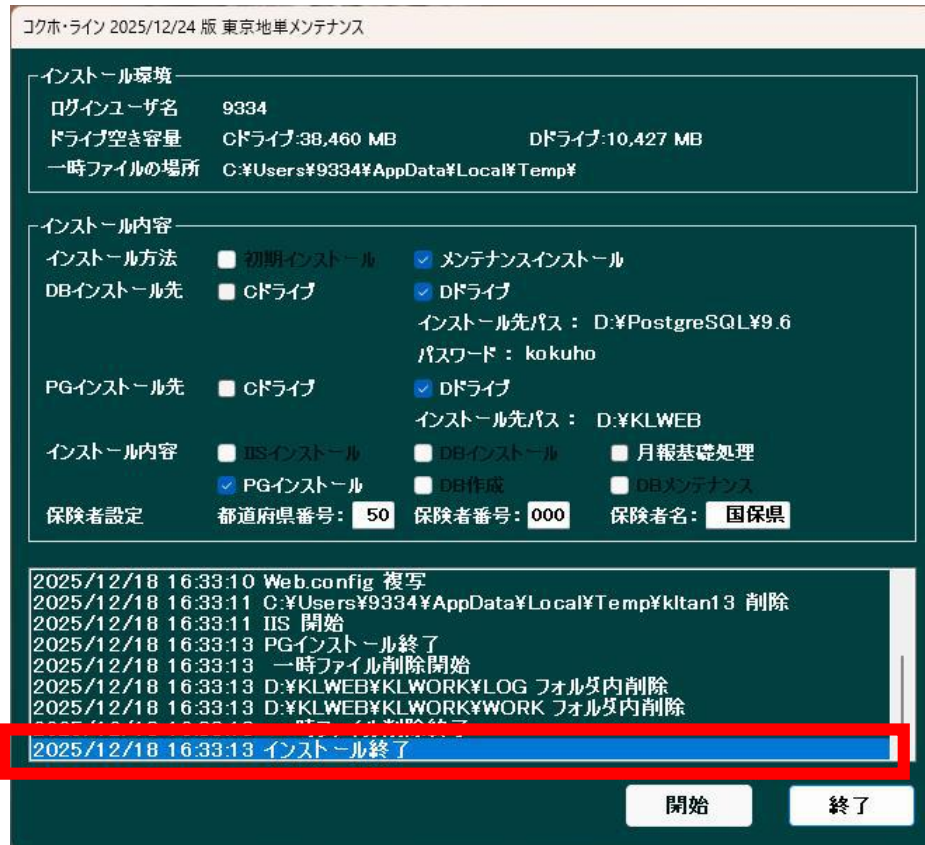 コクホ・ライン 2025/12/24 版 東京地単メンテナンス
インストール環境
ログインユーザ名 9334
ドライブ空き容量 Cドライブ:38,460 MB Dドライブ:10,427 MB
一時ファイルの場所 C:¥Users¥9334¥AppData¥Local¥Temp¥
インストール内容
インストール方法 初期インストール メンテナンスインストール
DBインストール先 Cドライブ Dドライブ
インストール先パス： D:¥PostgreSQL¥9.6
パスワード： kokuho
PGインストール先 Cドライブ Dドライブ
インストール先パス： D:¥KLWEB
インストール内容 IISインストール DBインストール 月報基礎処理
PGインストール DB作成 DBメンテナンス
保険者設定 都道府県番号： 50 保険者番号： 000 保険者名： 国保県
2025/12/18 16:33:10 Web.config 複写
2025/12/18 16:33:11 C:¥Users¥9334¥AppData¥Local¥Temp¥kltan13 削除
2025/12/18 16:33:11 IIS 開始
2025/12/18 16:33:13 PGインストール終了
2025/12/18 16:33:13 一時ファイル削除開始
2025/12/18 16:33:13 D:¥KLWEB¥KLWORK¥LOG フォルダ内削除
2025/12/18 16:33:13 D:¥KLWEB¥KLWORK¥WORK フォルダ内削除
2025/12/18 16:33:13 一時ファイル削除終了
2025/12/18 16:33:13 インストール終了
開始 終了